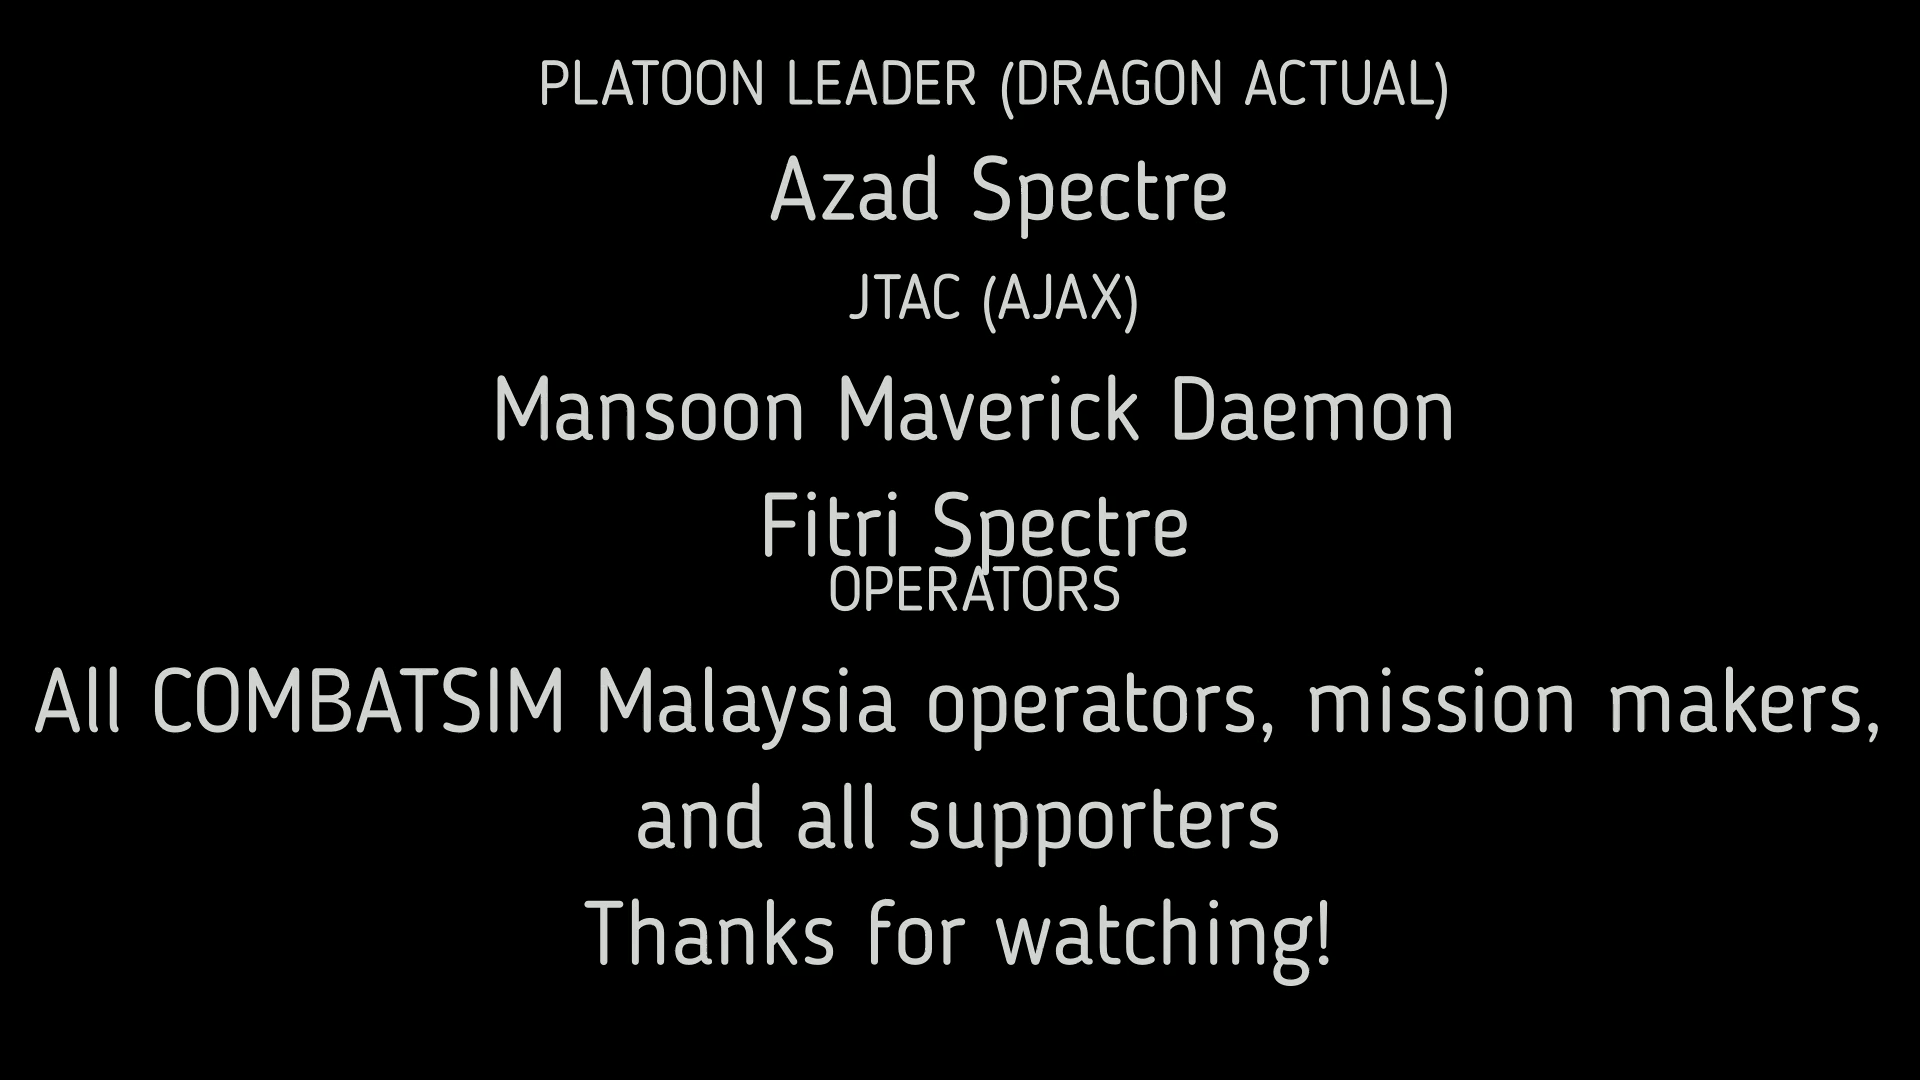 PLATOON LEADER (DRAGON ACTUAL)
Azad Spectre
JTAC (AJAX)
Mansoon Maverick Daemon
Fitri Spectre
OPERATORS
All COMBATSIM Malaysia operators, mission makers,
and all supporters
Thanks for watching!